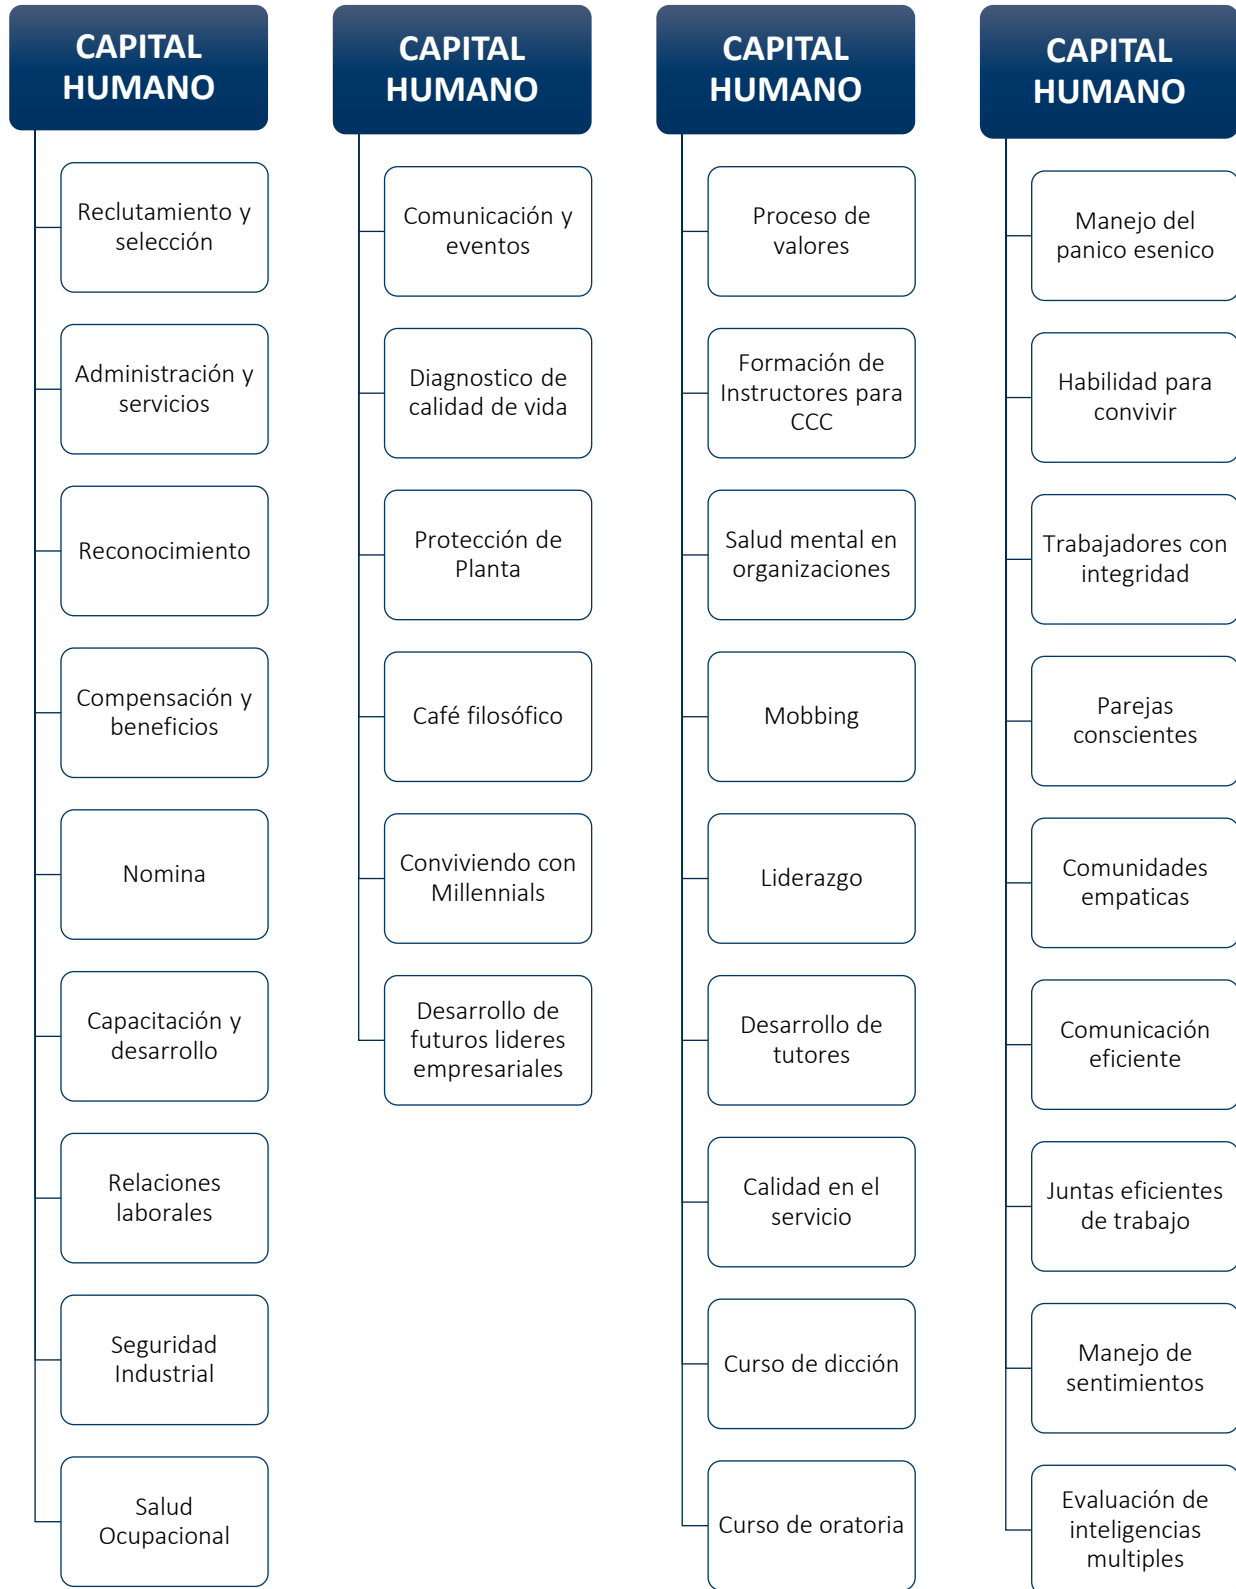 CAPITAL
HUMANO
Reclutamiento y
selección
Administración y
servicios
Reconocimiento
Compensación y
beneficios
Nomina
Capacitación y
desarrollo
Relaciones
laborales
Seguridad
Industrial
Salud
Ocupacional
CAPITAL
HUMANO
Comunicación y
eventos
Diagnostico de
calidad de vida
Protección de
Planta
Café filosófico
Conviviendo con
Millennials
Desarrollo de
futuros lideres
empresariales
CAPITAL
HUMANO
Proceso de
valores
Formación de
Instructores para
CCC
Salud mental en
organizaciones
Mobbing
Liderazgo
Desarrollo de
tutores
Calidad en el
servicio
Curso de dicción
Curso de oratoria
CAPITAL
HUMANO
Manejo del
panico esenico
Habilidad para
convivir
Trabajadores con
integridad
Parejas
conscientes
Comunidades
empaticas
Comunicación
eficiente
Juntas eficientes
de trabajo
Manejo de
sentimientos
Evaluación de
inteligencias
multiples